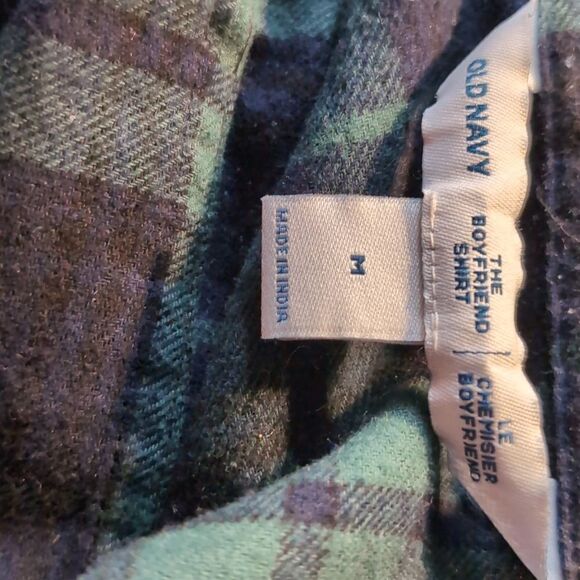 OLD NAVY
THE
BOYFRIEND
SHIRT
LE
CHEMISIER
BOYFRIEND
M
MADE IN INDIA